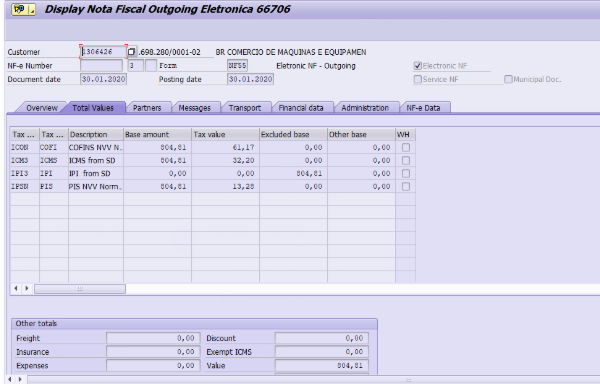 Display Nota Fiscal Outgoing Eletronica 66706
Customer 1306426 .698.280/0001-02 BR COMERCIO DE MAQUINAS E EQUIPAMEN
NF-e Number 3 Form NF55 Eletronic NF - Outgoing Electronic NF
Document date 30.01.2020 Posting date 30.01.2020 Service NF Municipal Doc.
Overview Total Values Partners Messages Transport Financial data Administration NF-e Data
Tax ... Tax ... Description Base amount Tax value Excluded base Other base WH
ICON COFI COFINS NVV N... 804,81 61,17 0,00 0,00
ICM3 ICMS ICMS from SD 804,81 32,20 0,00 0,00
IPI3 IPI IPI from SD 0,00 0,00 804,81 0,00
IPSN PIS PIS NVV Norm... 804,81 13,28 0,00 0,00
Other totals
Freight 0,00 Discount 0,00
Insurance 0,00 Exempt ICMS 0,00
Expenses 0,00 Value 804,81